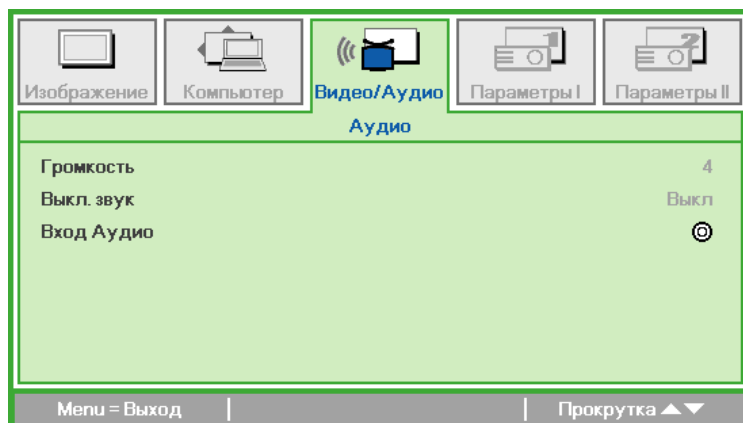 Изображение
Компьютер
Видео/Аудио
Параметры I
Параметры II
Аудио
Громкость 4
Выкл. звук Выкл
Вход Аудио
Menu = Выход
Прокрутка ▲▼